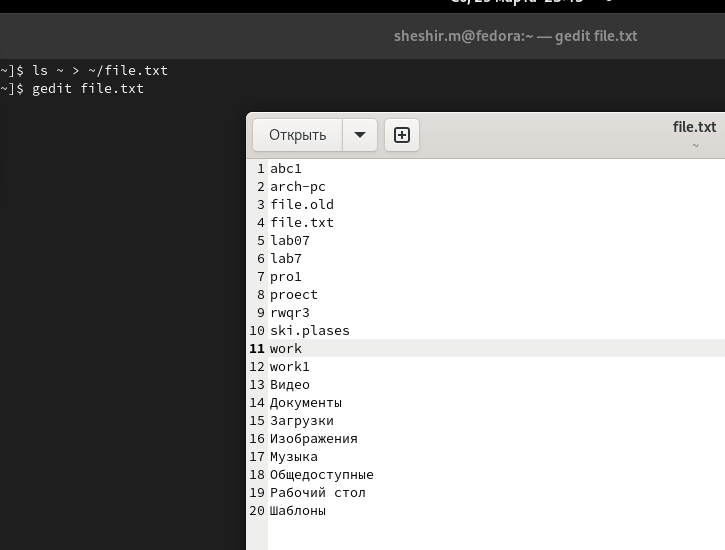 sheshir.m@fedora:~ — gedit file.txt
~]$ ls ~ > ~/file.txt
~]$ gedit file.txt
Открыть
file.txt
~
1 abc1
2 arch-pc
3 file.old
4 file.txt
5 lab07
6 lab7
7 pro1
8 proect
9 rwqr3
10 ski.plases
11 work
12 work1
13 Видео
14 Документы
15 Загрузки
16 Изображения
17 Музыка
18 Общедоступные
19 Рабочий стол
20 Шаблоны